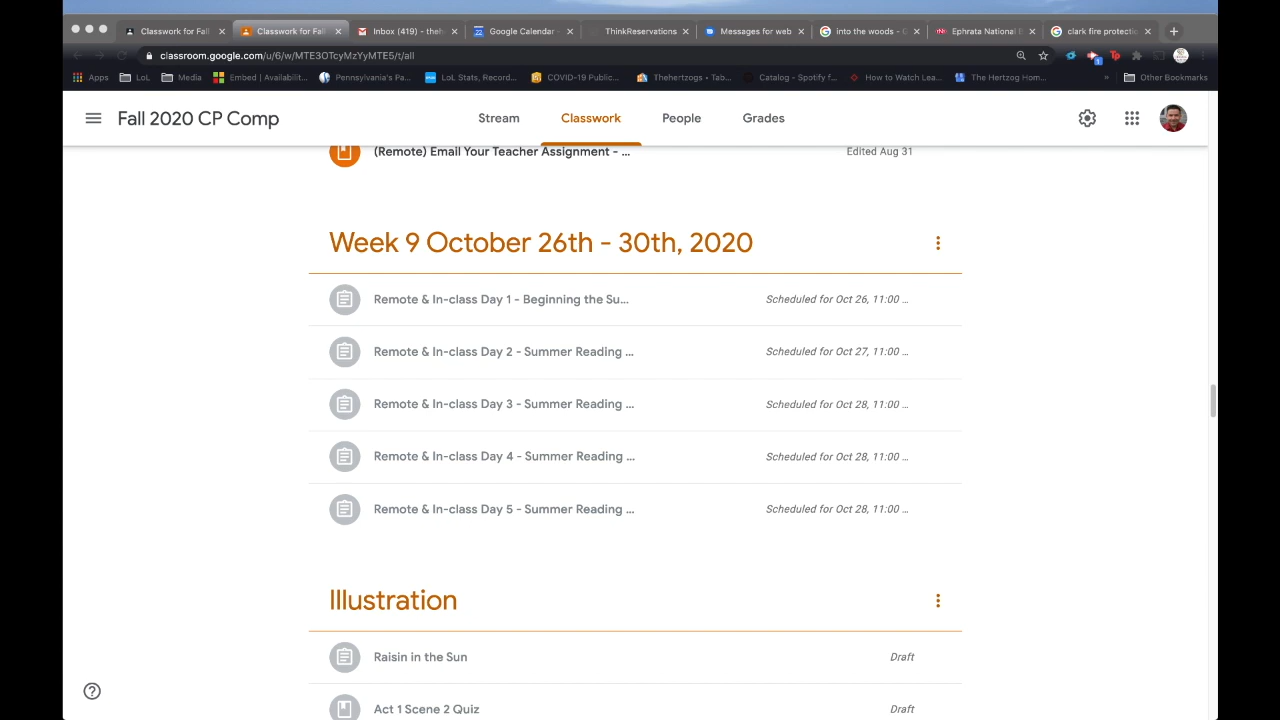 Classroom for Fall
Classroom for Fall
Inbox (419) - theh
Google Calendar -
ThinkReservations
Messages for web
into the woods - G
Ephrata National B
clark fire protecti
classroom.google.com/u/6/w/MTE3OTcyMzYyMTE5/t/all
Apps
LoL
Media
Embed | Availabilit...
Pennsylvania's Pa...
LoL Stats, Record...
COVID-19 Public...
Thehertzogs • Tab...
Catalog - Spotify f...
How to Watch Lea...
The Hertzog Hom...
»
Other Bookmarks
Fall 2020 CP Comp
Stream
Classwork
People
Grades
(Remote) Email Your Teacher Assignment - ...
Edited Aug 31
Week 9 October 26th - 30th, 2020
Remote & In-class Day 1 - Beginning the Su...
Scheduled for Oct 26, 11:00 ...
Remote & In-class Day 2 - Summer Reading ...
Scheduled for Oct 27, 11:00 ...
Remote & In-class Day 3 - Summer Reading ...
Scheduled for Oct 28, 11:00 ...
Remote & In-class Day 4 - Summer Reading ...
Scheduled for Oct 28, 11:00 ...
Remote & In-class Day 5 - Summer Reading ...
Scheduled for Oct 28, 11:00 ...
Illustration
Raisin in the Sun
Draft
Act 1 Scene 2 Quiz
Draft